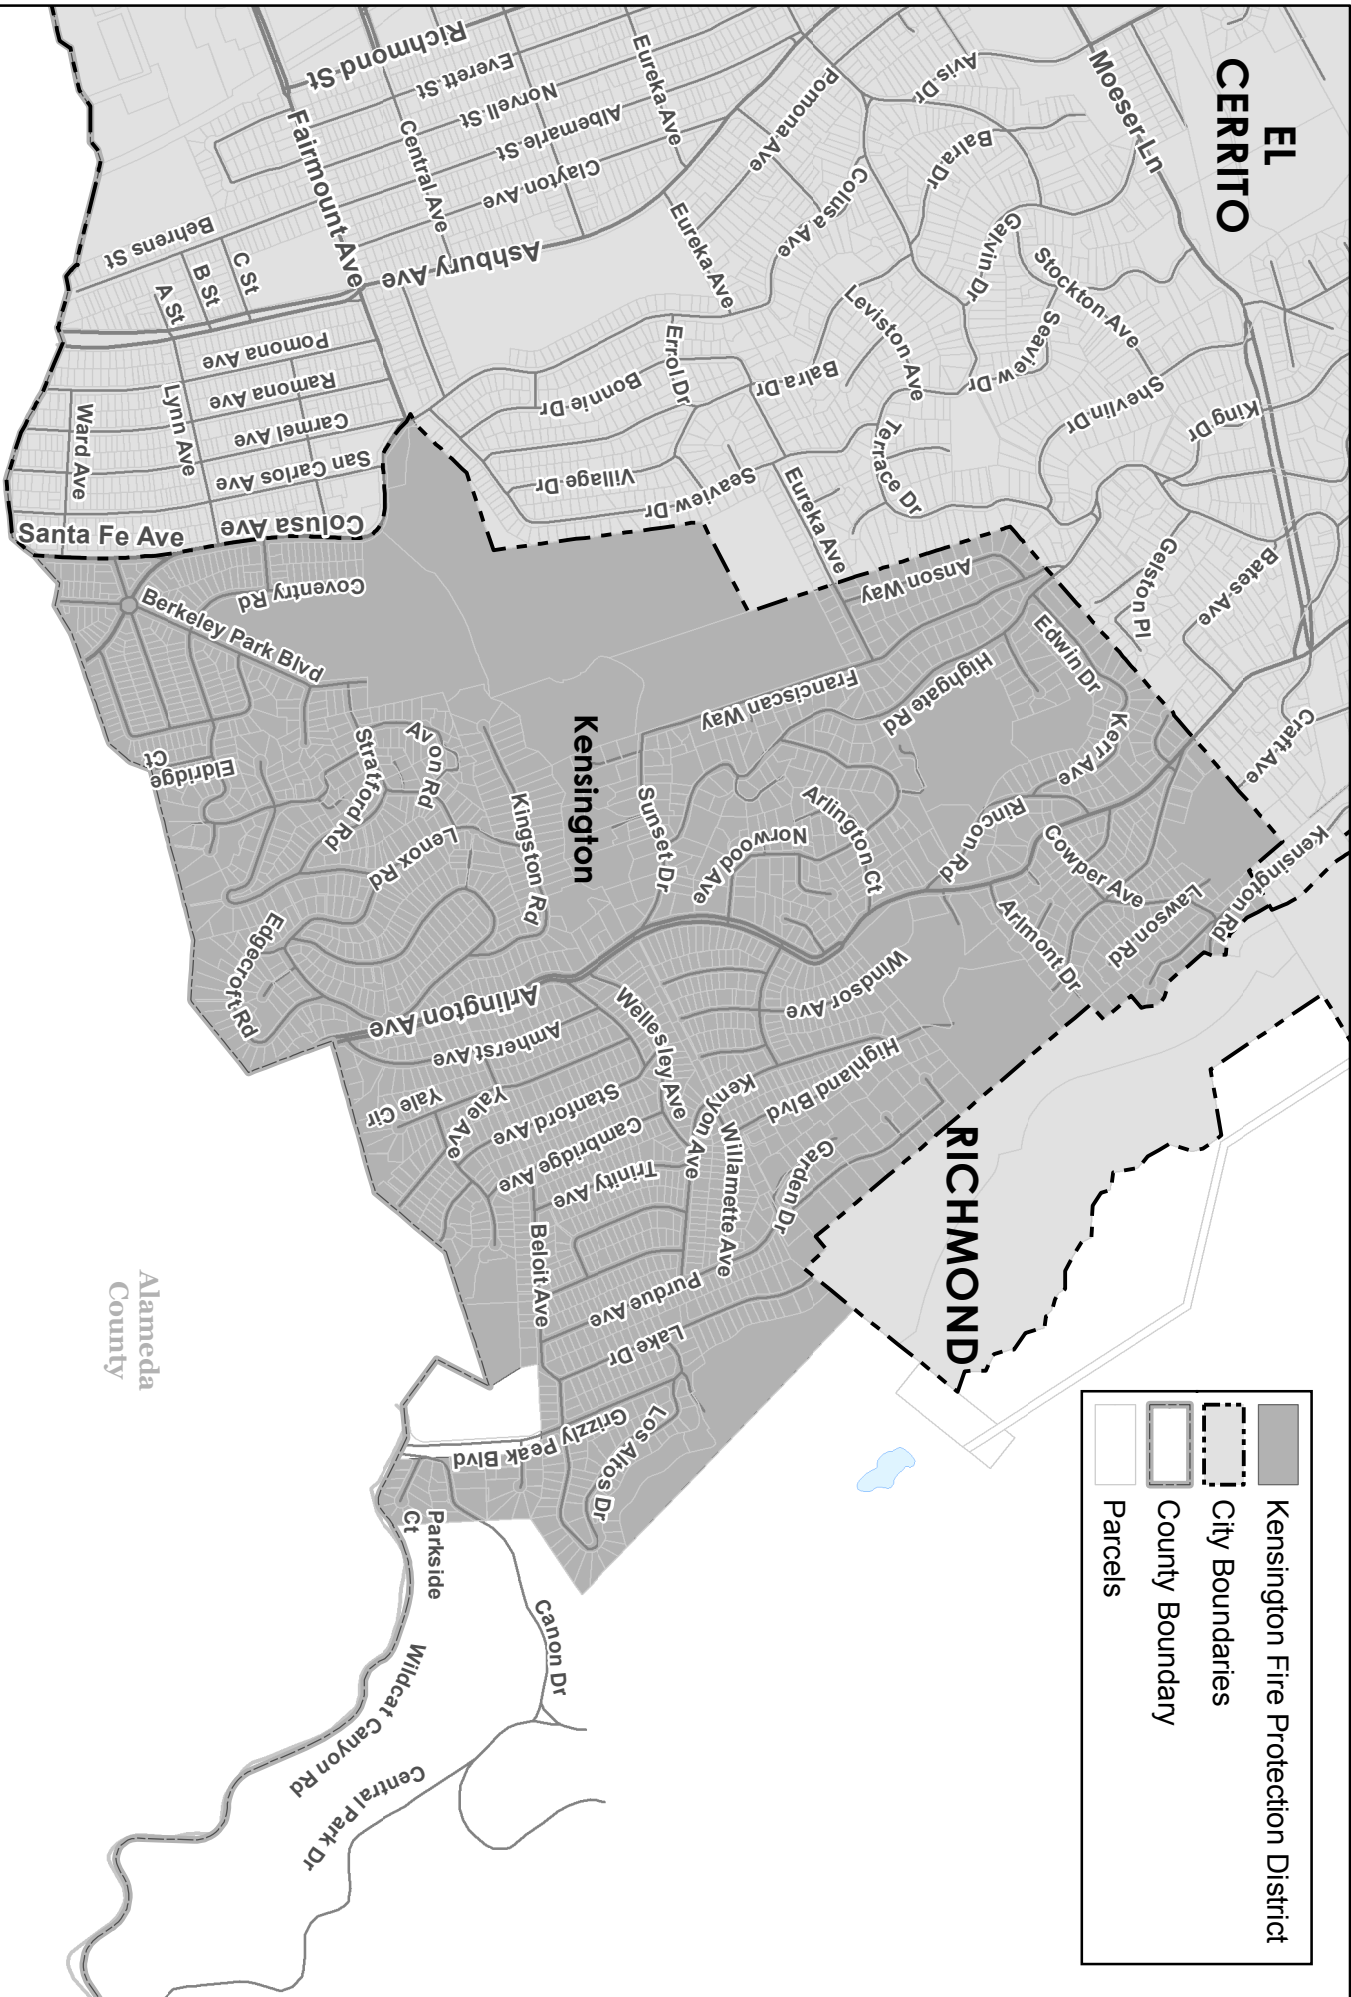 EL
CERRITO
RICHMOND
Kensington
Alameda
County
Kensington Fire Protection District
City Boundaries
County Boundary
Parcels
Richmond St
Everett St
Norvell St
Albemarle St
Clayton Ave
Eureka Ave
Central Ave
Fairmount Ave
Behrens St
C St
B St
A St
Ashbury Ave
Pomona Ave
Ramona Ave
Carmel Ave
San Carlos Ave
Lynn Ave
Ward Ave
Santa Fe Ave
Colusa Ave
Pomona Ave
Avis Dr
Moeser Ln
Balra Dr
Colusa Ave
Eureka Ave
Galvin Dr
Stockton Ave
Leviston Ave
Seaview Dr
Errol Dr
Bonnie Dr
Balra Dr
Shevlin Dr
King Dr
Terrace Dr
Village Dr
Seaview Dr
Eureka Ave
Gelston Pl
Bates Ave
Craft Ave
Anson Way
Edwin Dr
Coventry Rd
Berkeley Park Blvd
Franciscan Way
Highgate Rd
Kerr Ave
Eldridge
Ct
Stratford Rd
Avon Rd
Kingston Rd
Lenox Rd
Sunset Dr
Norwood Ave
Arlington Ct
Rincon Rd
Cowper Ave
Lawson Rd
Kensington Rd
Arlmont Dr
Edgecroft Rd
Arlington Ave
Windsor Ave
Wellesley Ave
Amherst Ave
Highland Blvd
Yale Cir
Yale Ave
Stanford Ave
Kenyon Ave
Cambridge Ave
Trinity Ave
Willamette Ave
Garden Dr
Beloit Ave
Purdue Ave
Lake Dr
Grizzly Peak Blvd
Los Altos Dr
Parkside
Ct
Canon Dr
Wildcat Canyon Rd
Central Park Dr